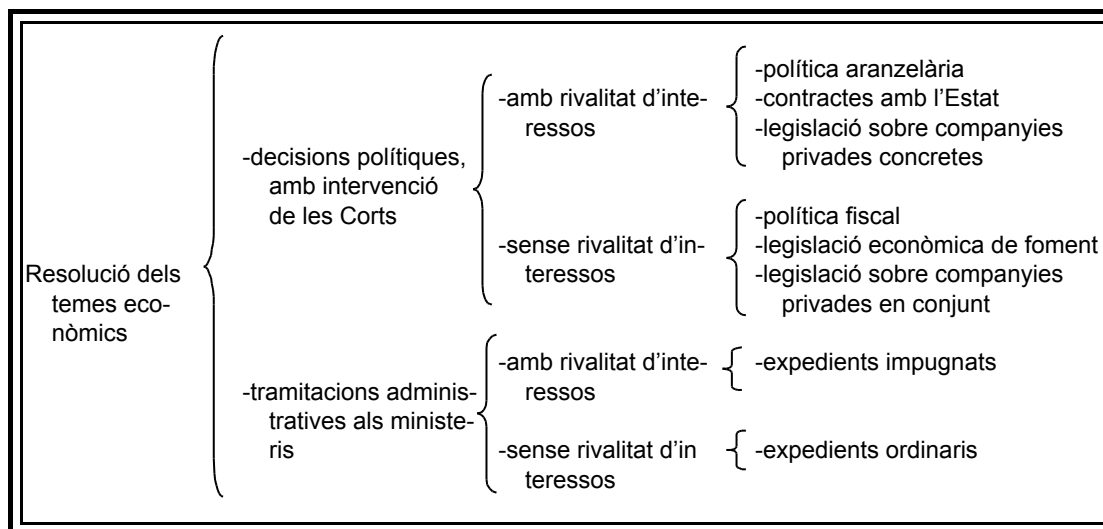 Resolució dels
temes eco-
nòmics
-decisions polítiques,
amb intervenció
de les Corts
-amb rivalitat d’inte-
ressos
-política aranzelària
-contractes amb l’Estat
-legislació sobre companyies
privades concretes
-sense rivalitat d’in-
teressos
-política fiscal
-legislació econòmica de foment
-legislació sobre companyies
privades en conjunt
-tramitacions adminis-
tratives als ministe-
ris
-amb rivalitat d’inte-
ressos
-expedients impugnats
-sense rivalitat d’in
teressos
-expedients ordinaris